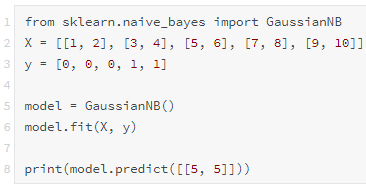 1 from sklearn.naive_bayes import GaussianNB
2 X = [[1, 2], [3, 4], [5, 6], [7, 8], [9, 10]]
3 y = [0, 0, 0, 1, 1]
4
5 model = GaussianNB()
6 model.fit(X, y)
7
8 print(model.predict([[5, 5]]))